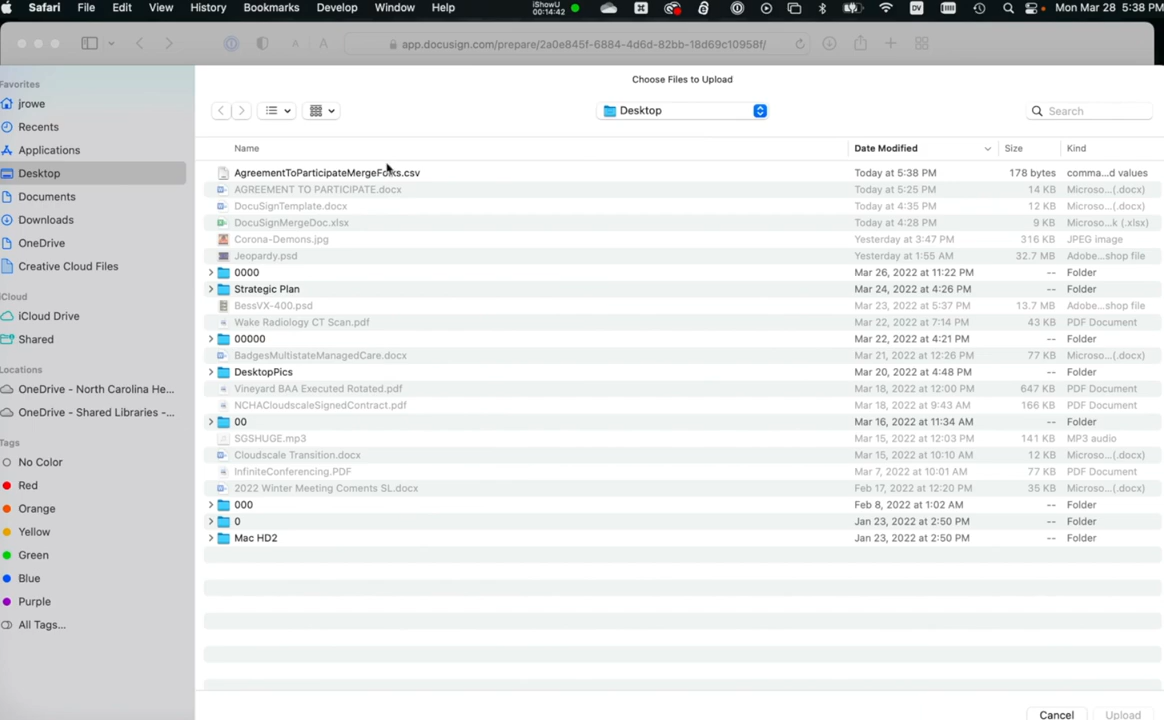 Safari File Edit View History Bookmarks Develop Window Help iShowU 00:14:42 DV Mon Mar 28 5:38 PM
A A app.docusign.com/prepare/2a0e845f-6884-4d6d-82bb-18d69c10958f/
Choose Files to Upload
Favorites
jrowe
Recents
Applications
Desktop
Documents
Downloads
OneDrive
Creative Cloud Files
iCloud
iCloud Drive
Shared
Locations
OneDrive - North Carolina He...
OneDrive - Shared Libraries -...
Tags
No Color
Red
Orange
Yellow
Green
Blue
Purple
All Tags...
Desktop Search
Name Date Modified Size Kind
AgreementToParticipateMergeFolks.csv Today at 5:38 PM 178 bytes comma...d values
AGREEMENT TO PARTICIPATE.docx Today at 5:25 PM 14 KB Microso...(.docx)
DocuSignTemplate.docx Today at 4:35 PM 12 KB Microso...(.docx)
DocuSignMergeDoc.xlsx Today at 4:28 PM 9 KB Microso...k (.xlsx)
Corona-Demons.jpg Yesterday at 3:47 PM 316 KB JPEG image
Jeopardy.psd Yesterday at 1:55 AM 32.7 MB Adobe...shop file
0000 Mar 26, 2022 at 11:22 PM -- Folder
Strategic Plan Mar 24, 2022 at 4:26 PM -- Folder
BessVX-400.psd Mar 23, 2022 at 5:37 PM 13.7 MB Adobe...shop file
Wake Radiology CT Scan.pdf Mar 22, 2022 at 7:14 PM 43 KB PDF Document
00000 Mar 22, 2022 at 4:21 PM -- Folder
BadgesMultistateManagedCare.docx Mar 21, 2022 at 12:26 PM 77 KB Microso...(.docx)
DesktopPics Mar 20, 2022 at 4:48 PM -- Folder
Vineyard BAA Executed Rotated.pdf Mar 18, 2022 at 12:00 PM 647 KB PDF Document
NCHACloudscaleSignedContract.pdf Mar 18, 2022 at 9:43 AM 166 KB PDF Document
00 Mar 16, 2022 at 11:34 AM -- Folder
SGSHUGE.mp3 Mar 15, 2022 at 12:03 PM 141 KB MP3 audio
Cloudscale Transition.docx Mar 15, 2022 at 10:10 AM 12 KB Microso...(.docx)
InfiniteConferencing.PDF Mar 7, 2022 at 10:01 AM 77 KB PDF Document
2022 Winter Meeting Coments SL.docx Feb 17, 2022 at 12:20 PM 35 KB Microso...(.docx)
000 Feb 8, 2022 at 1:02 AM -- Folder
0 Jan 23, 2022 at 2:50 PM -- Folder
Mac HD2 Jan 23, 2022 at 2:50 PM -- Folder
Cancel Upload